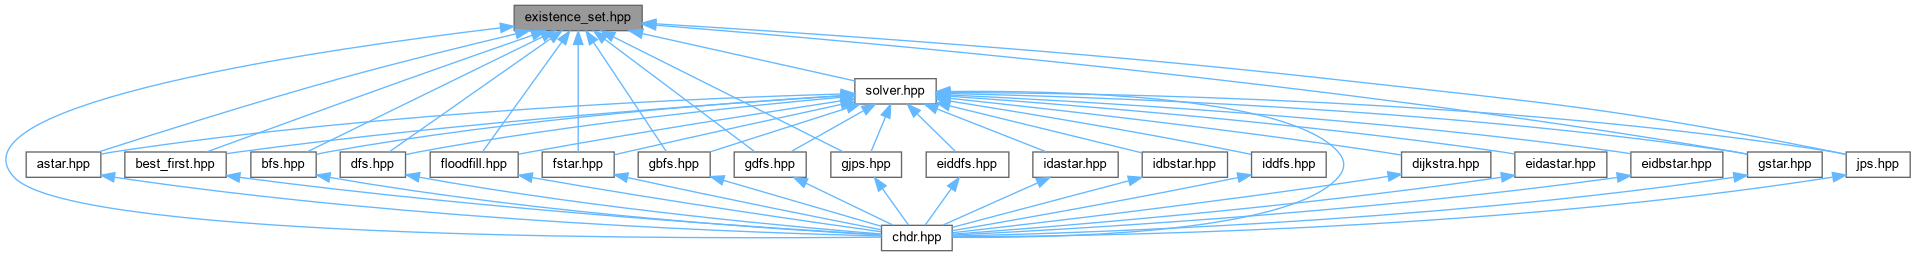 existence_set.hpp
solver.hpp
astar.hpp
best_first.hpp
bfs.hpp
dfs.hpp
floodfill.hpp
fstar.hpp
gbfs.hpp
gdfs.hpp
gjps.hpp
eiddfs.hpp
idastar.hpp
idbstar.hpp
iddfs.hpp
dijkstra.hpp
eidastar.hpp
eidbstar.hpp
gstar.hpp
jps.hpp
chdr.hpp